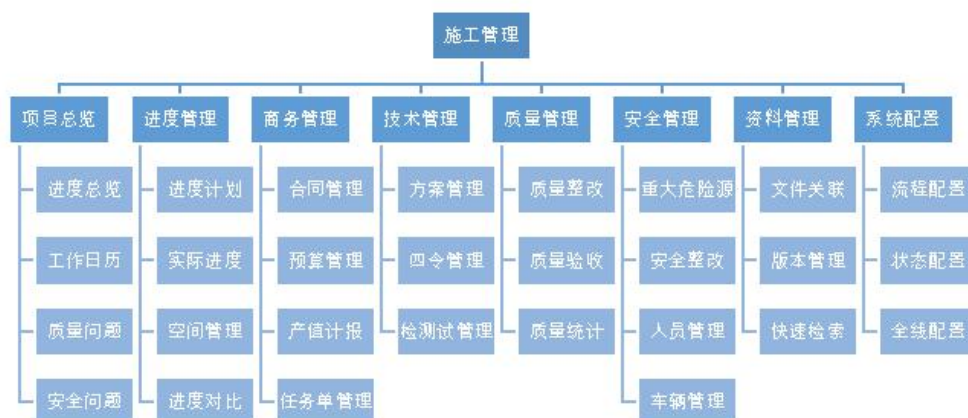 施工管理
项目总览
进度管理
商务管理
技术管理
质量管理
安全管理
资料管理
系统配置
进度总览
进度计划
合同管理
方案管理
质量整改
重大危险源
文件关联
流程配置
工作日历
实际进度
预算管理
四令管理
质量验收
安全整改
版本管理
状态配置
质量问题
空间管理
产值计报
检测试管理
质量统计
人员管理
快速检索
全线配置
安全问题
进度对比
任务单管理
车辆管理